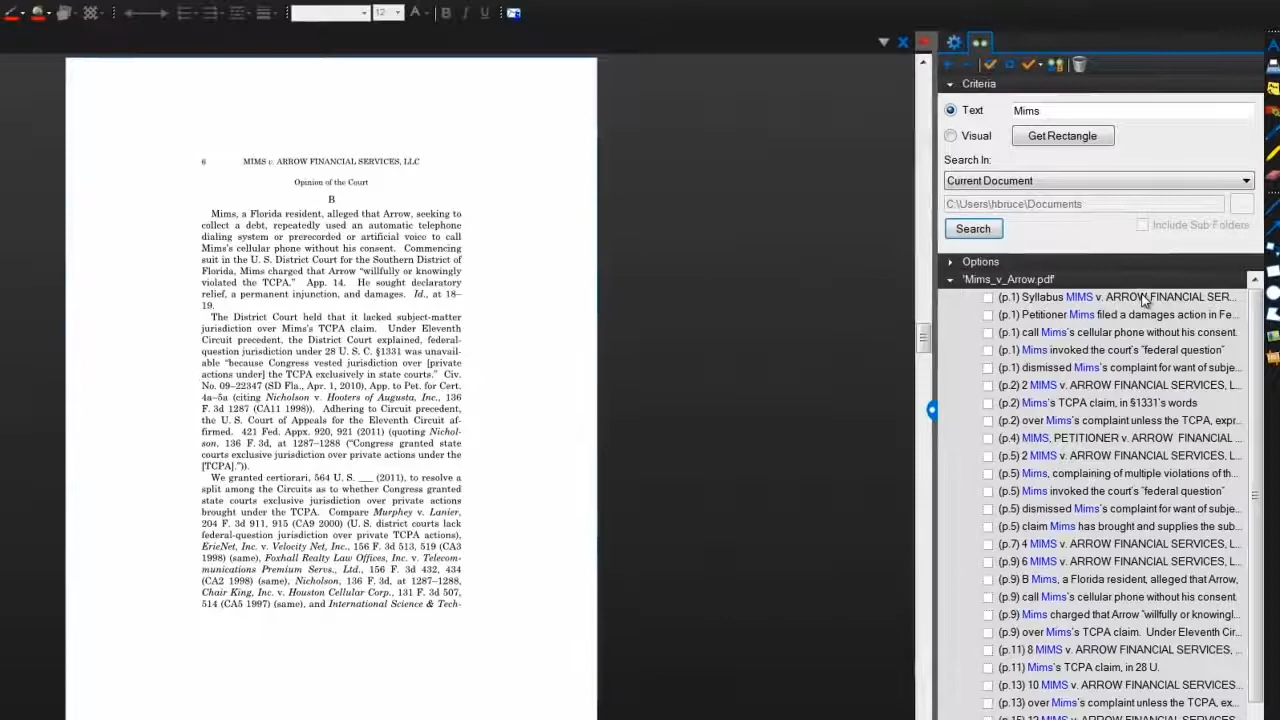 12
A
B
I
U
6
MIMS v. ARROW FINANCIAL SERVICES, LLC
Opinion of the Court
B
Mims, a Florida resident, alleged that Arrow, seeking to
collect a debt, repeatedly used an automatic telephone
dialing system or prerecorded or artificial voice to call
Mims's cellular phone without his consent. Commencing
suit in the U. S. District Court for the Southern District of
Florida, Mims charged that Arrow “willfully or knowingly
violated the TCPA.” App. 14. He sought declaratory
relief, a permanent injunction, and damages. Id., at 18–
19.
The District Court held that it lacked subject-matter
jurisdiction over Mims's TCPA claim. Under Eleventh
Circuit precedent, the District Court explained, federal-
question jurisdiction under 28 U. S. C. §1331 was unavail-
able “because Congress vested jurisdiction over [private
actions under] the TCPA exclusively in state courts.” Civ.
No. 09–22347 (SD Fla., Apr. 1, 2010), App. to Pet. for Cert.
4a–5a (citing Nicholson v. Hooters of Augusta, Inc., 136
F. 3d 1287 (CA11 1998)). Adhering to Circuit precedent,
the U. S. Court of Appeals for the Eleventh Circuit af-
firmed. 421 Fed. Appx. 920, 921 (2011) (quoting Nichol-
son, 136 F. 3d, at 1287–1288 (“Congress granted state
courts exclusive jurisdiction over private actions under the
[TCPA].”)).
We granted certiorari, 564 U. S. ___ (2011), to resolve a
split among the Circuits as to whether Congress granted
state courts exclusive jurisdiction over private actions
brought under the TCPA. Compare Murphey v. Lanier,
204 F. 3d 911, 915 (CA9 2000) (U. S. district courts lack
federal-question jurisdiction over private TCPA actions),
ErieNet, Inc. v. Velocity Net, Inc., 156 F. 3d 513, 519 (CA3
1998) (same), Foxhall Realty Law Offices, Inc. v. Telecom-
munications Premium Servs., Ltd., 156 F. 3d 432, 434
(CA2 1998) (same), Nicholson, 136 F. 3d, at 1287–1288,
Chair King, Inc. v. Houston Cellular Corp., 131 F. 3d 507,
514 (CA5 1997) (same), and International Science & Tech-
Criteria
Text
Mims
Visual
Get Rectangle
Search In:
Current Document
C:\Users\hbruce\Documents
Search
Include Sub Folders
Options
'Mims_v_Arrow.pdf'
(p.1) Syllabus MIMS v. ARROW FINANCIAL SER...
(p.1) Petitioner Mims filed a damages action in Fe...
(p.1) call Mims's cellular phone without his consent.
(p.1) Mims invoked the court's "federal question"
(p.1) dismissed Mims's complaint for want of subje...
(p.2) 2 MIMS v. ARROW FINANCIAL SERVICES, L...
(p.2) Mims's TCPA claim, in §1331's words
(p.2) over Mims's complaint unless the TCPA, expr...
(p.4) MIMS, PETITIONER v. ARROW FINANCIAL ...
(p.5) 2 MIMS v. ARROW FINANCIAL SERVICES, L...
(p.5) Mims, complaining of multiple violations of th...
(p.5) Mims invoked the court's "federal question"
(p.5) dismissed Mims's complaint for want of subje...
(p.5) claim Mims has brought and supplies the sub...
(p.7) 4 MIMS v. ARROW FINANCIAL SERVICES, L...
(p.9) 6 MIMS v. ARROW FINANCIAL SERVICES, L...
(p.9) B Mims, a Florida resident, alleged that Arrow,
(p.9) call Mims's cellular phone without his consent.
(p.9) Mims charged that Arrow "willfully or knowingl...
(p.9) over Mims's TCPA claim. Under Eleventh Cir...
(p.11) 8 MIMS v. ARROW FINANCIAL SERVICES, ...
(p.11) Mims's TCPA claim, in 28 U.
(p.13) 10 MIMS v. ARROW FINANCIAL SERVICES...
(p.13) over Mims's complaint unless the TCPA, ex...